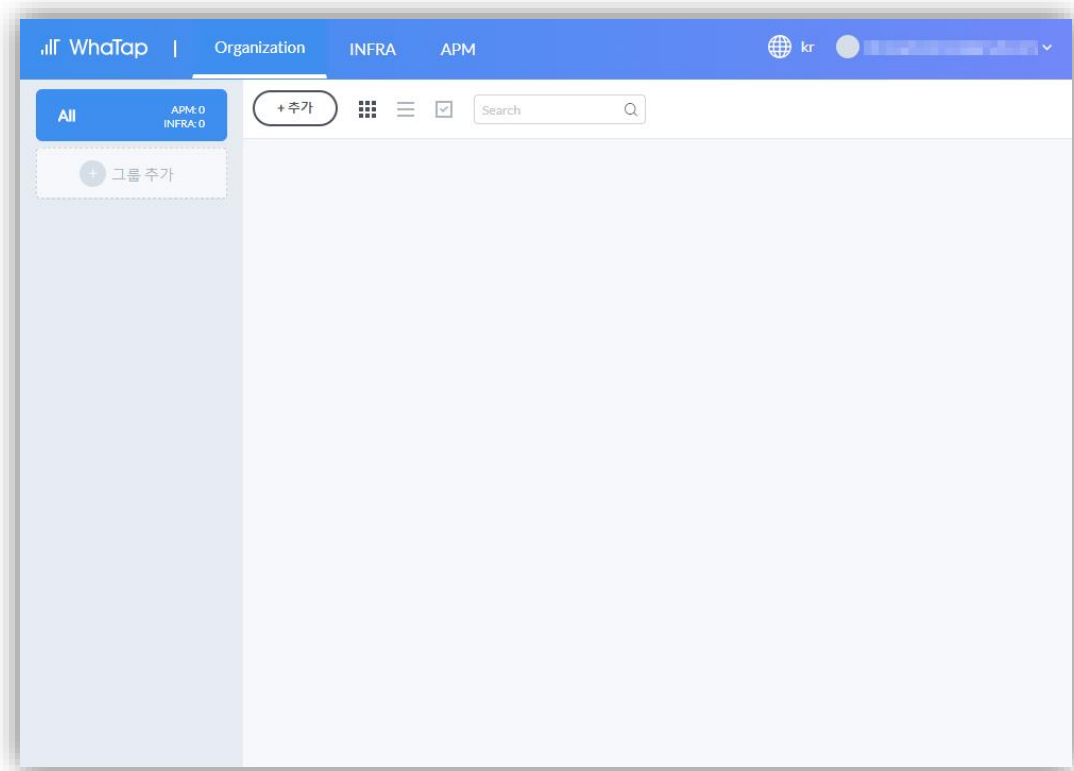 WhaTap | Organization INFRA APM kr
All APM: 0
INFRA: 0
+ 추가 Search
+ 그룹 추가